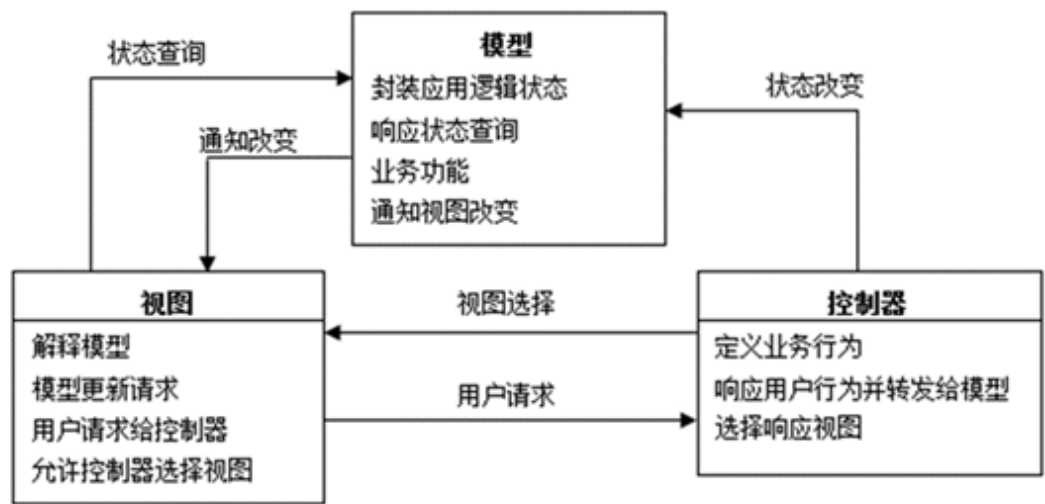 模型
封装应用逻辑状态
响应状态查询
业务功能
通知视图改变
状态查询
通知改变
状态改变
视图
解释模型
模型更新请求
用户请求给控制器
允许控制器选择视图
视图选择
用户请求
控制器
定义业务行为
响应用户行为并转发给模型
选择响应视图